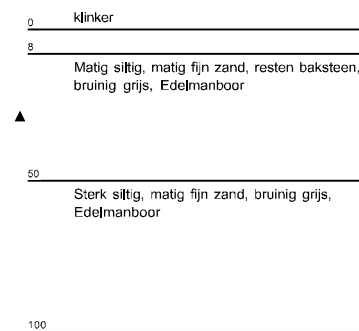 0 klinker
8
Matig siltig, matig fijn zand, resten baksteen,
bruinig grijs, Edelmanboor
50
Sterk siltig, matig fijn zand, bruinig grijs,
Edelmanboor
100